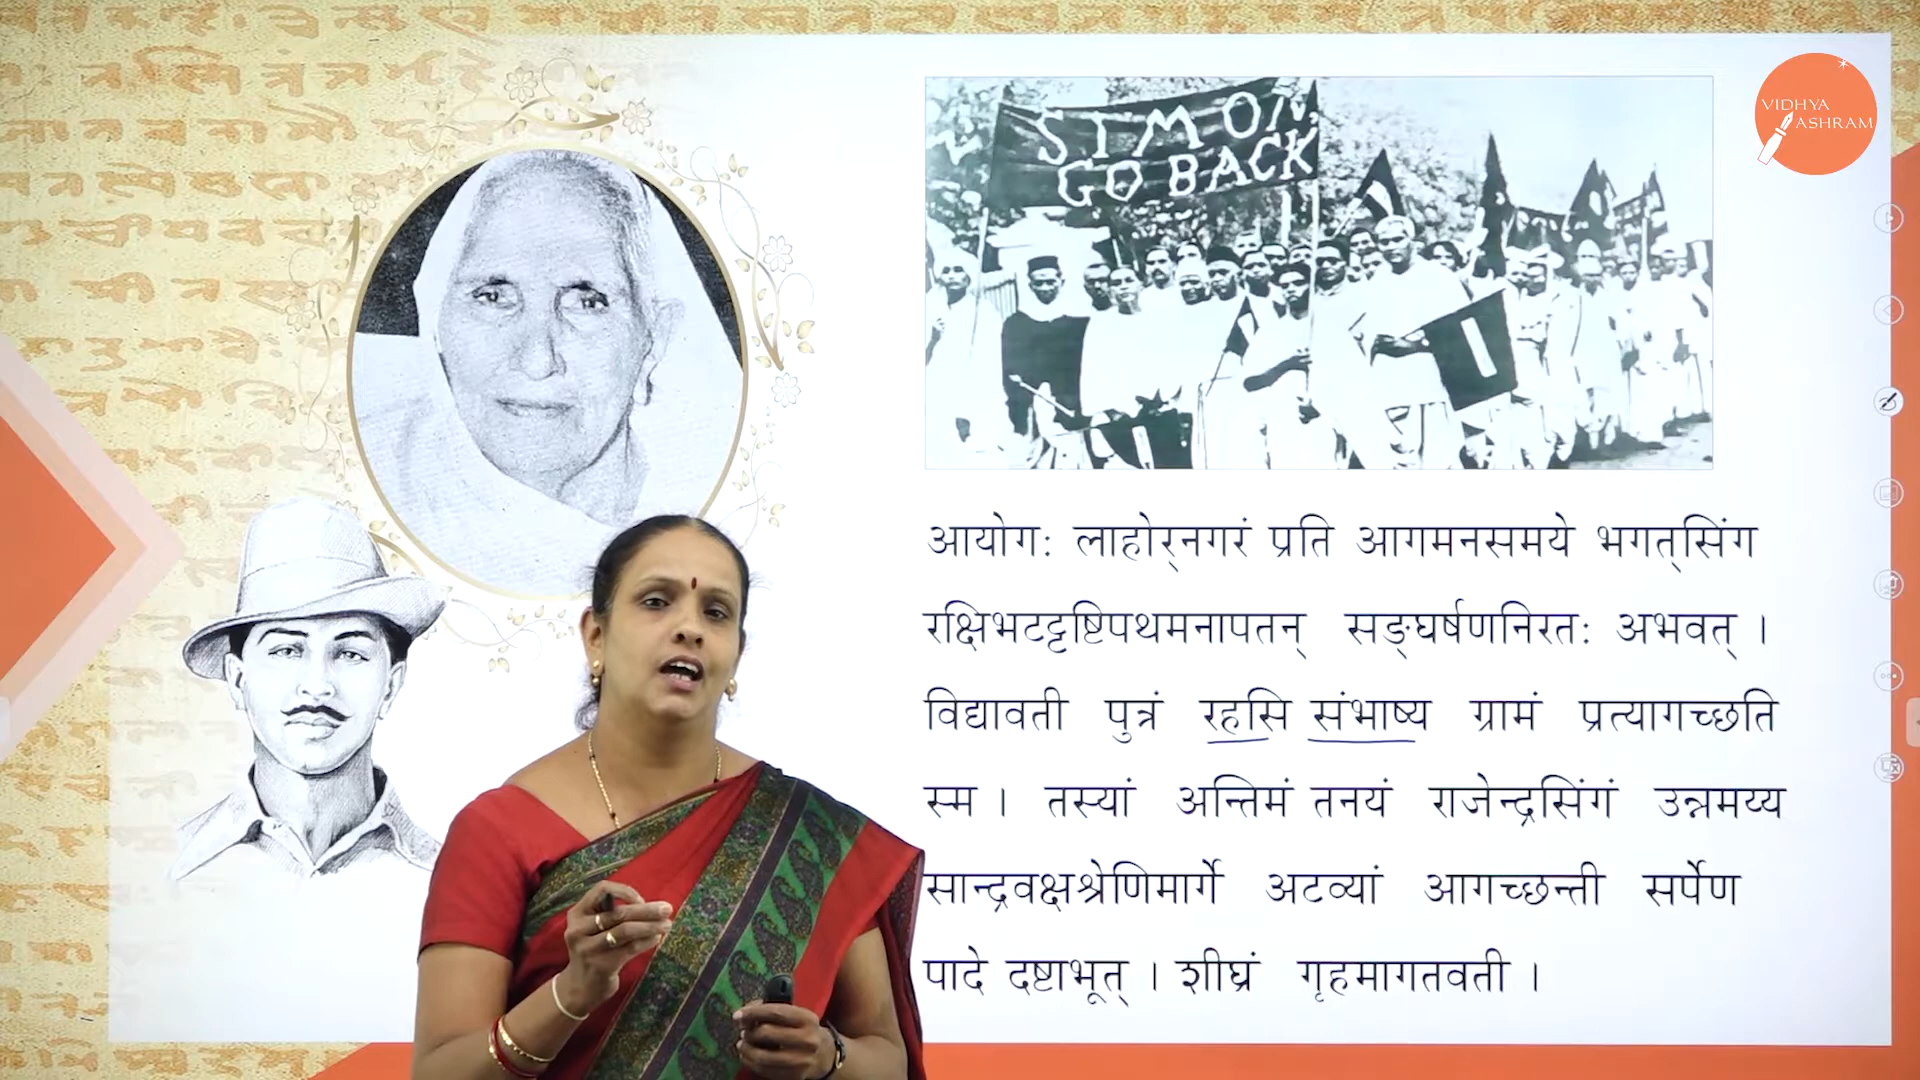 SIMON
GO BACK
VIDHYA
ASHRAM
आयोगः लाहोर्‌नगरं प्रति आगमनसमये भगत्‌सिंग
रक्षिभटदृष्टिपथमनापतन् सङ्घर्षणनिरतः अभवत् ।
विद्यावती पुत्रं रहसि संभाष्य ग्रामं प्रत्यागच्छति
स्म । तस्यां अन्तिमं तनयं राजेन्द्रसिंगं उन्नमय्य
सान्द्रवक्षश्रेणिमार्गे अटव्यां आगच्छन्ती सर्पेण
पादे दष्टाभूत् । शीघ्रं गृहमागतवती ।